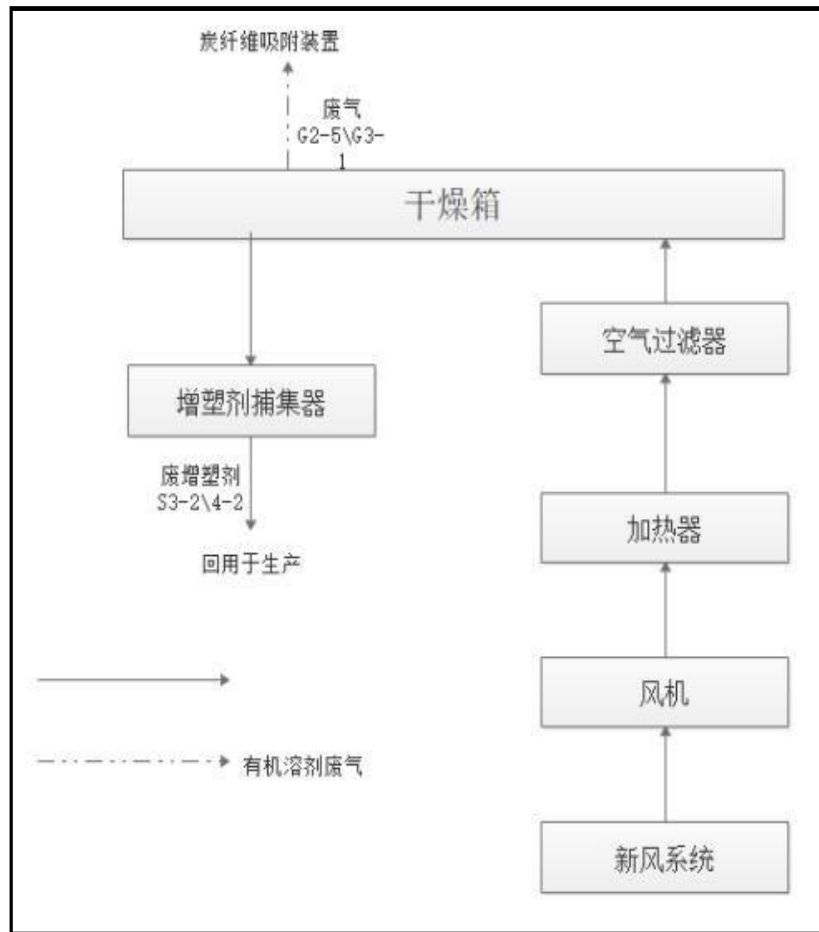 炭纤维吸附装置
废气
G2-5\G3-
1
干燥箱
空气过滤器
增塑剂捕集器
废增塑剂
S3-2\4-2
加热器
回用于生产
风机
有机溶剂废气
新风系统